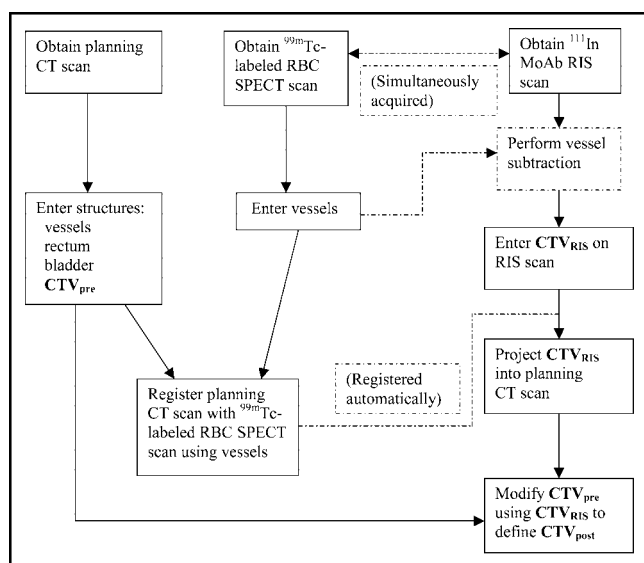 Obtain planning
CT scan
Obtain ⁹⁹ᵐTc-
labeled RBC
SPECT scan
(Simultaneously
acquired)
Obtain ¹¹¹In
MoAb RIS
scan
Perform vessel
subtraction
Enter structures:
vessels
rectum
bladder
CTVpre
Enter vessels
Enter CTVRIS on
RIS scan
Register planning
CT scan with ⁹⁹ᵐTc-
labeled RBC SPECT
scan using vessels
(Registered
automatically)
Project CTVRIS
into planning
CT scan
Modify CTVpre
using CTVRIS to
define CTVpost